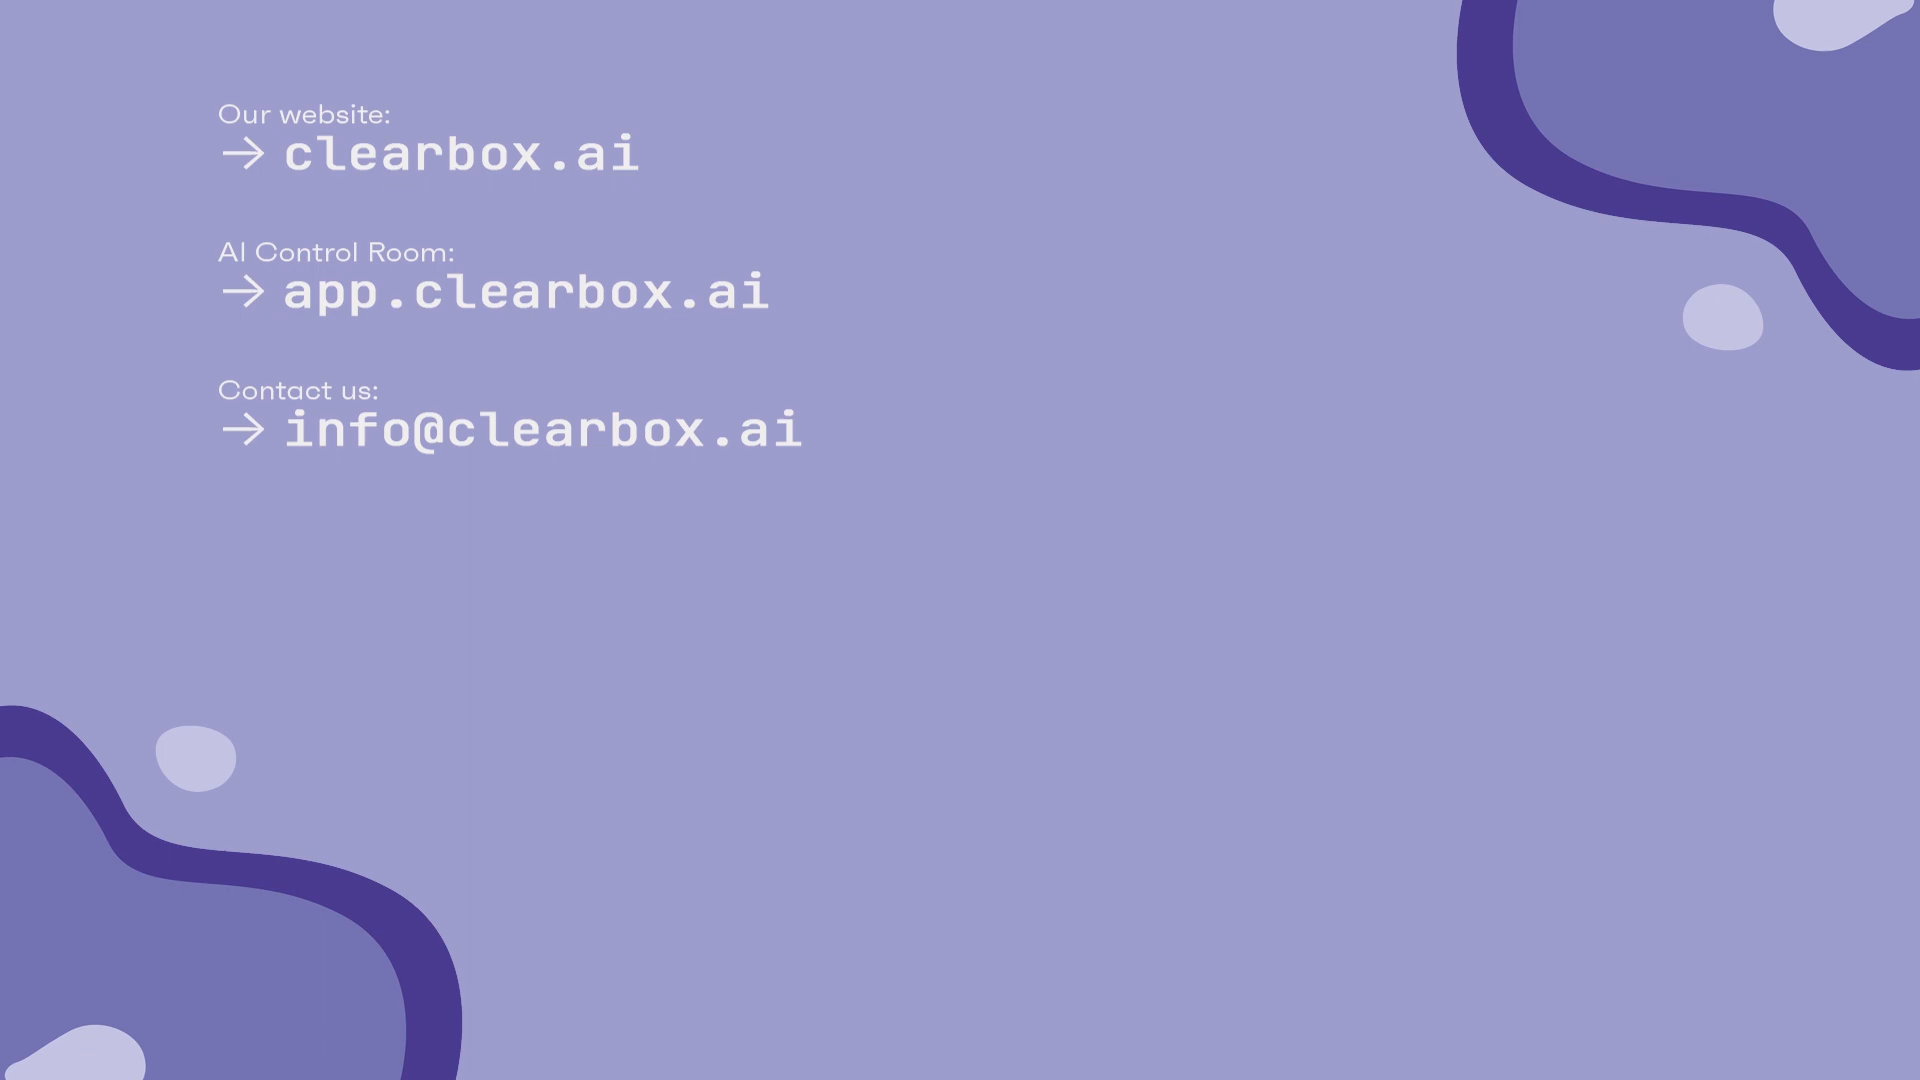 Our website:
→ clearbox.ai
AI Control Room:
→ app.clearbox.ai
Contact us:
→ info@clearbox.ai